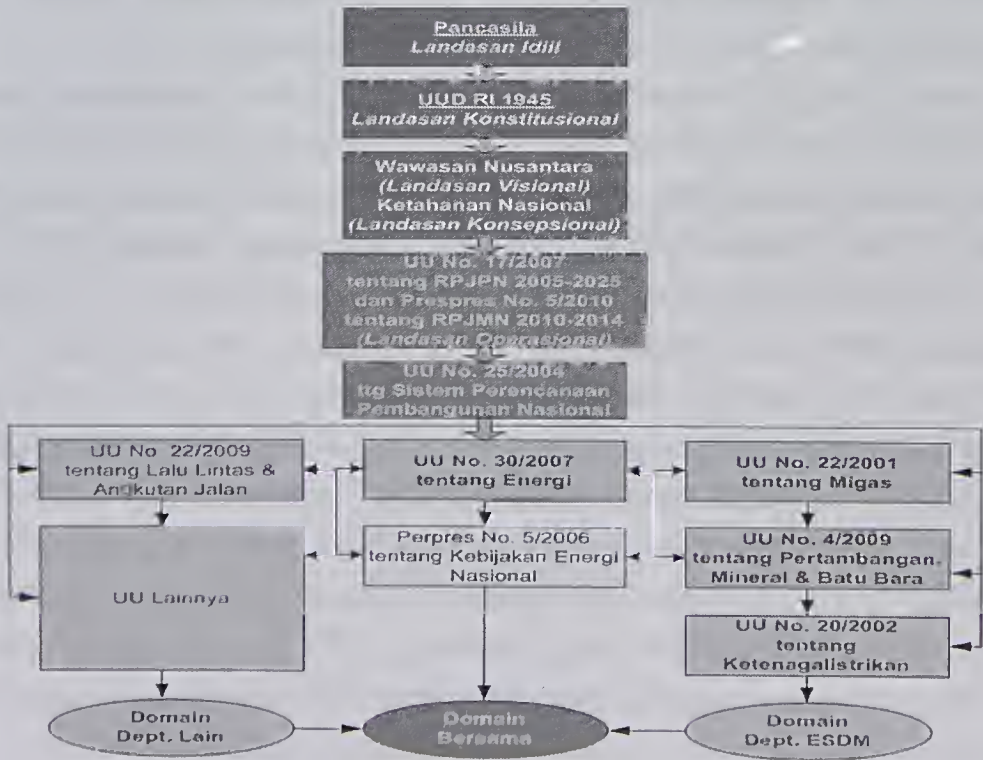 Pancasila
Landasan Idiil
UUD RI 1945
Landasan Konstitusional
Wawasan Nusantara
(Landasan Visional)
Ketahanan Nasional
(Landasan Konsepsional)
UU No. 17/2007
tentang RPJPN 2005-2025
dan Prespres No. 5/2010
tentang RPJMN 2010-2014
(Landasan Operasional)
UU No. 25/2004
ttg Sistem Perencanaan
Pembangunan Nasional
UU No 22/2009
tentang Lalu Lintas &
Angkutan Jalan
UU No. 30/2007
tentang Energi
UU No. 22/2001
tentang Migas
UU Lainnya
Perpres No. 5/2006
tentang Kebijakan Energi
Nasional
UU No. 4/2009
tentang Pertambangan,
Mineral & Batu Bara
UU No. 20/2002
tentang
Ketenagalistrikan
Domain
Dept. Lain
Domain
Bersama
Domain
Dept. ESDM